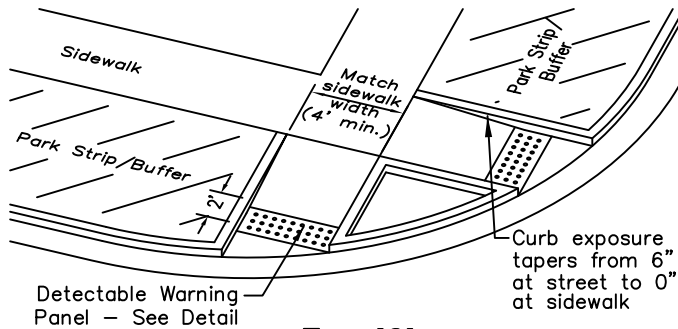 Sidewalk
Park Strip/
Buffer
Match
sidewalk
width
(4' min.)
Park Strip/Buffer
2'
Curb exposure
tapers from 6"
at street to 0"
at sidewalk
Detectable Warning
Panel – See Detail